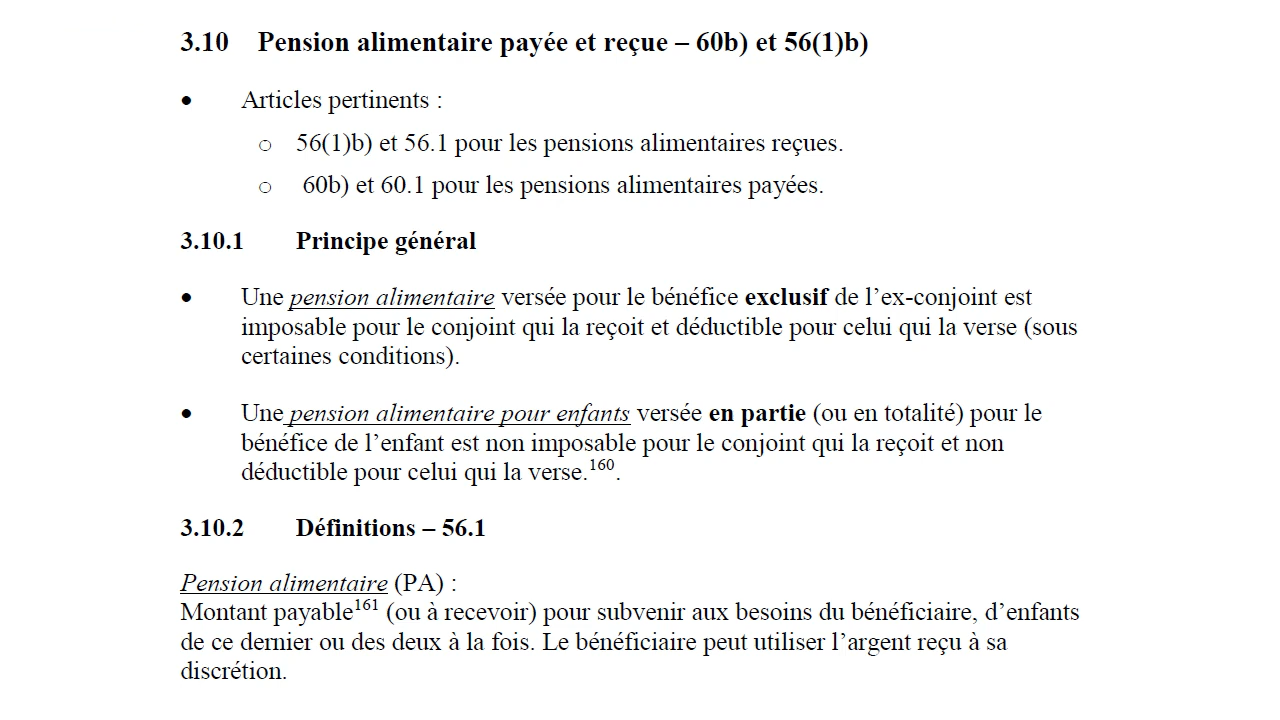 3.10 Pension alimentaire payée et reçue – 60b) et 56(1)b)
• Articles pertinents :
o 56(1)b) et 56.1 pour les pensions alimentaires reçues.
o 60b) et 60.1 pour les pensions alimentaires payées.
3.10.1 Principe général
• Une pension alimentaire versée pour le bénéfice exclusif de l’ex-conjoint est
imposable pour le conjoint qui la reçoit et déductible pour celui qui la verse (sous
certaines conditions).
• Une pension alimentaire pour enfants versée en partie (ou en totalité) pour le
bénéfice de l’enfant est non imposable pour le conjoint qui la reçoit et non
déductible pour celui qui la verse.160.
3.10.2 Définitions – 56.1
Pension alimentaire (PA) :
Montant payable161 (ou à recevoir) pour subvenir aux besoins du bénéficiaire, d’enfants
de ce dernier ou des deux à la fois. Le bénéficiaire peut utiliser l’argent reçu à sa
discrétion.